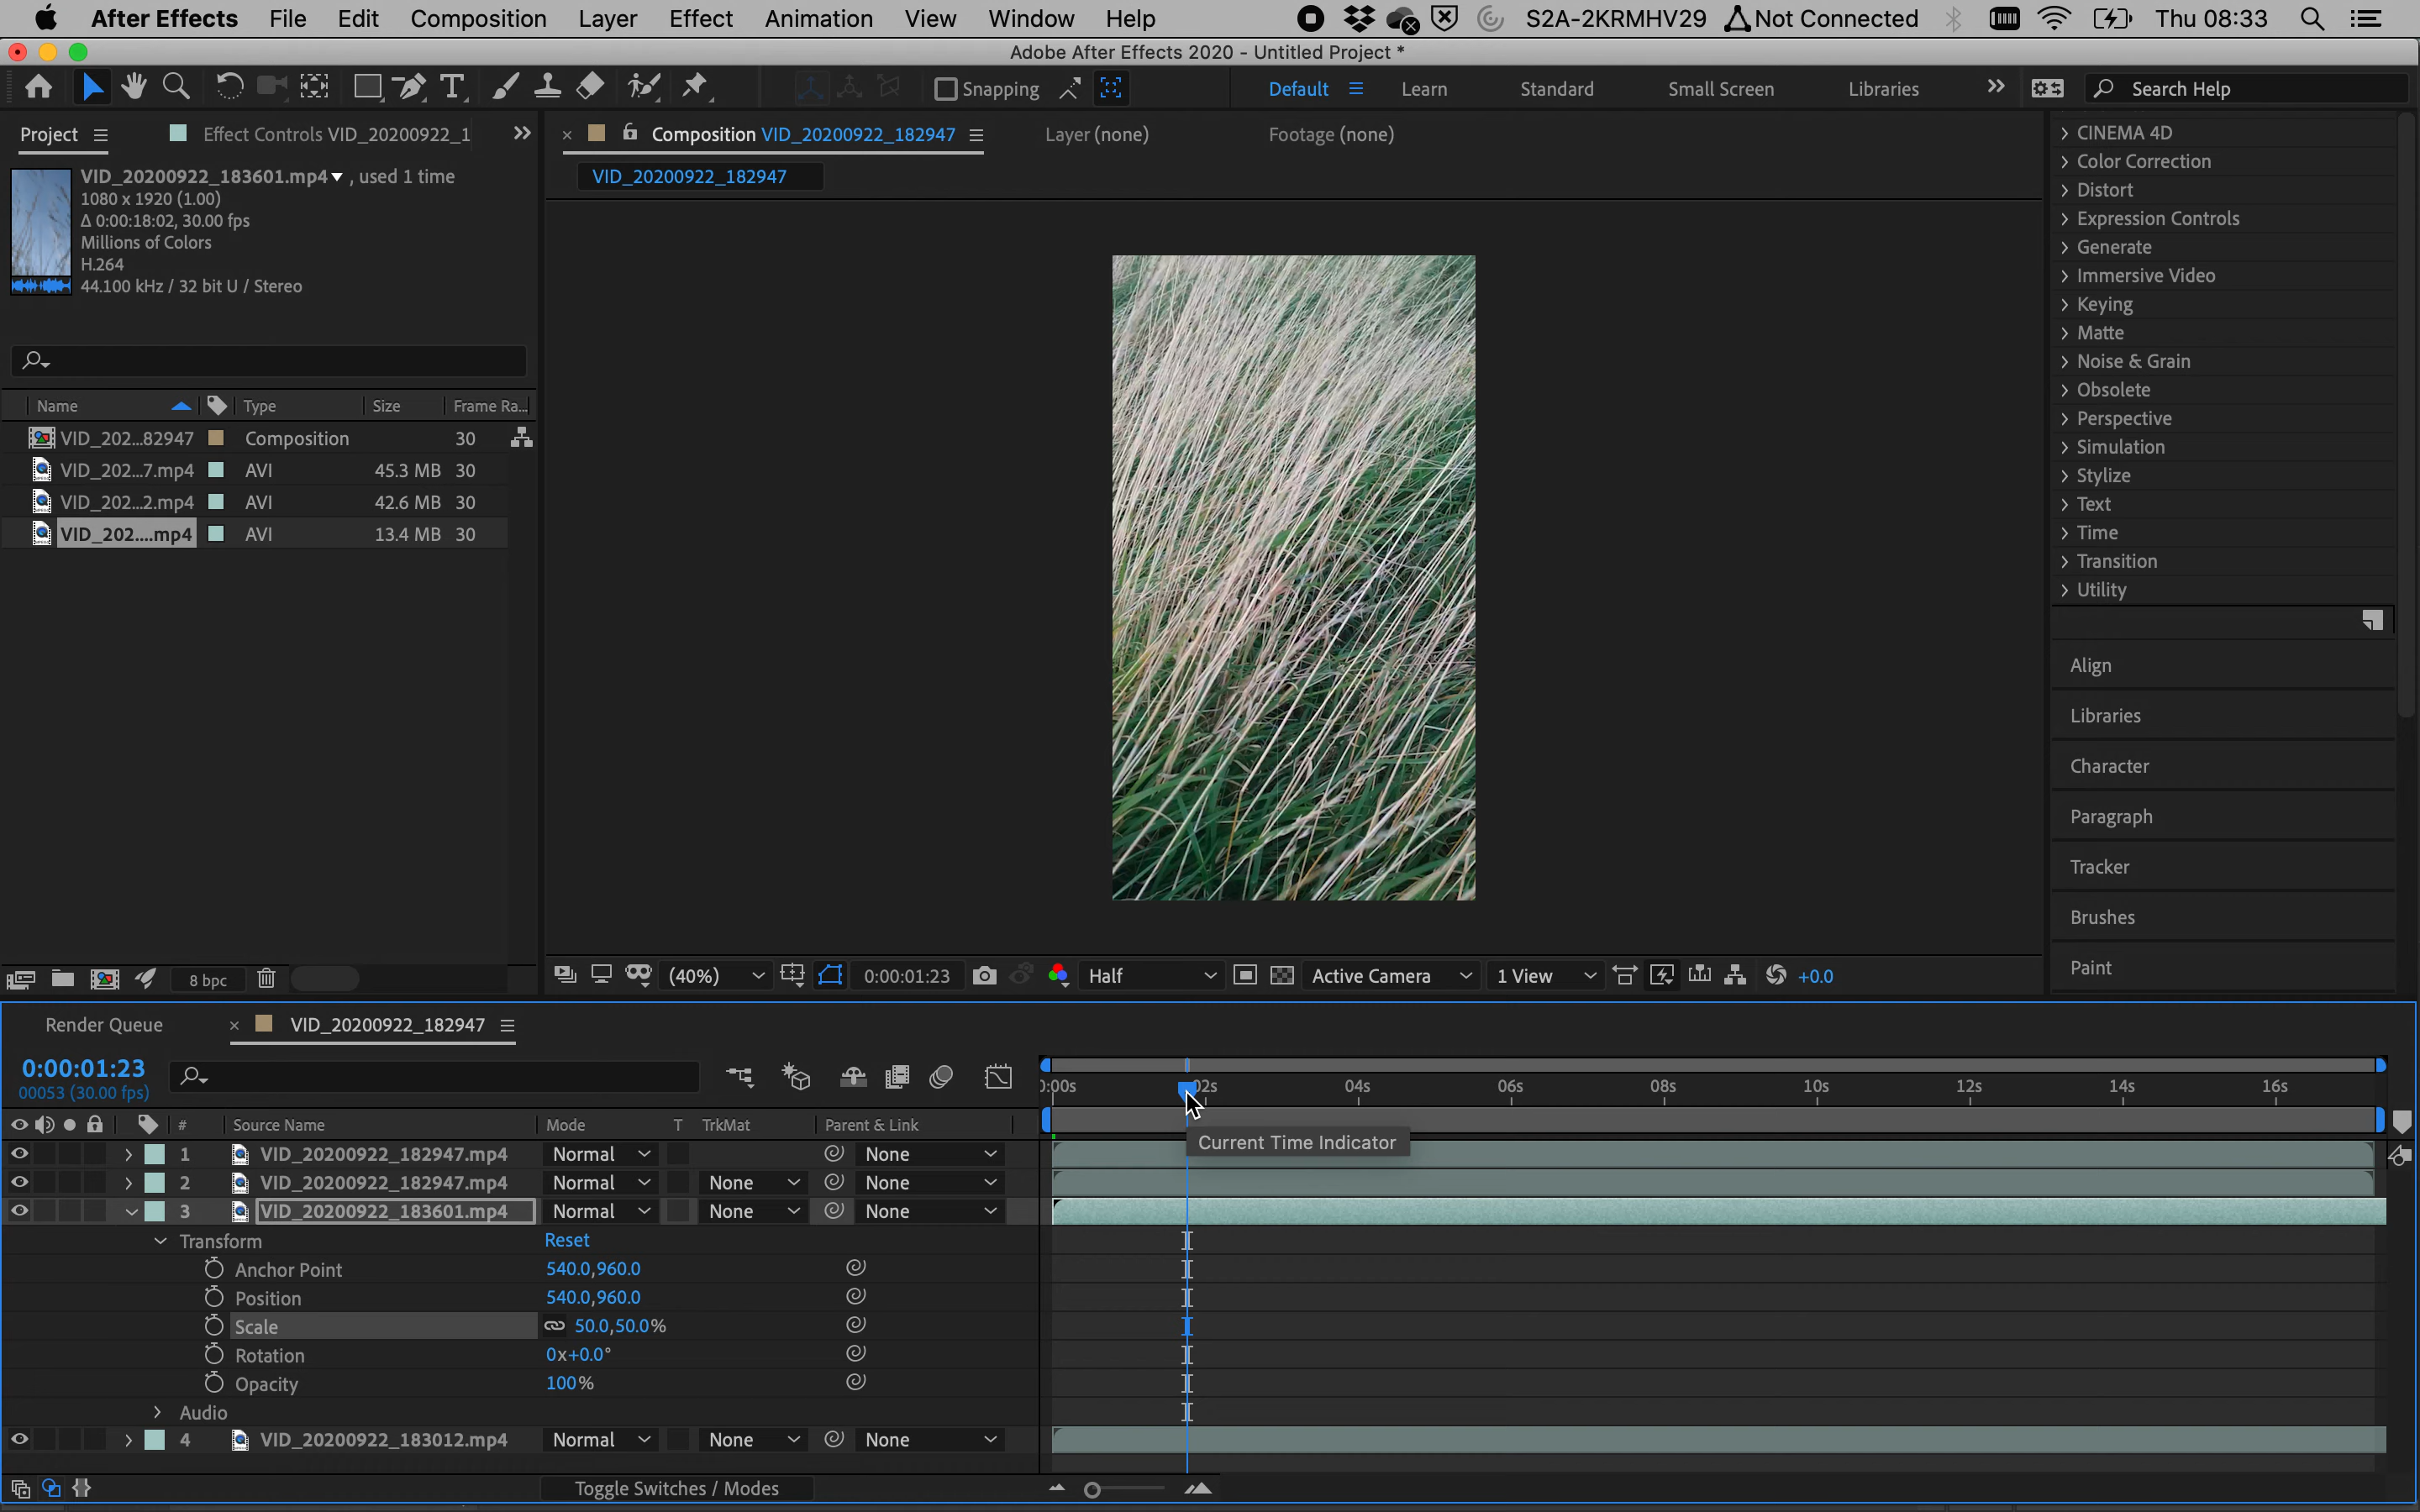 After Effects File Edit Composition Layer Effect Animation View Window Help S2A-2KRMHV29 Not Connected Thu 08:33
Adobe After Effects 2020 - Untitled Project *
Snapping Default Learn Standard Small Screen Libraries Search Help
Project Effect Controls VID_20200922_1 Composition VID_20200922_182947 Layer (none) Footage (none)
VID_20200922_182947
VID_20200922_183601.mp4 , used 1 time
1080 x 1920 (1.00)
Δ 0:00:18:02, 30.00 fps
Millions of Colors
H.264
44.100 kHz / 32 bit U / Stereo
Name Type Size Frame Ra...
VID_202...82947 Composition 30
VID_202...7.mp4 AVI 45.3 MB 30
VID_202...2.mp4 AVI 42.6 MB 30
VID_202....mp4 AVI 13.4 MB 30
8 bpc
(40%) 0:00:01:23 Half Active Camera 1 View +0.0
CINEMA 4D
Color Correction
Distort
Expression Controls
Generate
Immersive Video
Keying
Matte
Noise & Grain
Obsolete
Perspective
Simulation
Stylize
Text
Time
Transition
Utility
Align
Libraries
Character
Paragraph
Tracker
Brushes
Paint
Render Queue VID_20200922_182947
0:00:01:23
00053 (30.00 fps)
0:00s 02s 04s 06s 08s 10s 12s 14s 16s
# Source Name Mode T TrkMat Parent & Link
Current Time Indicator
1 VID_20200922_182947.mp4 Normal None
2 VID_20200922_182947.mp4 Normal None None
3 VID_20200922_183601.mp4 Normal None None
Transform Reset
Anchor Point 540.0,960.0
Position 540.0,960.0
Scale 50.0,50.0%
Rotation 0x+0.0°
Opacity 100%
Audio
4 VID_20200922_183012.mp4 Normal None None
Toggle Switches / Modes